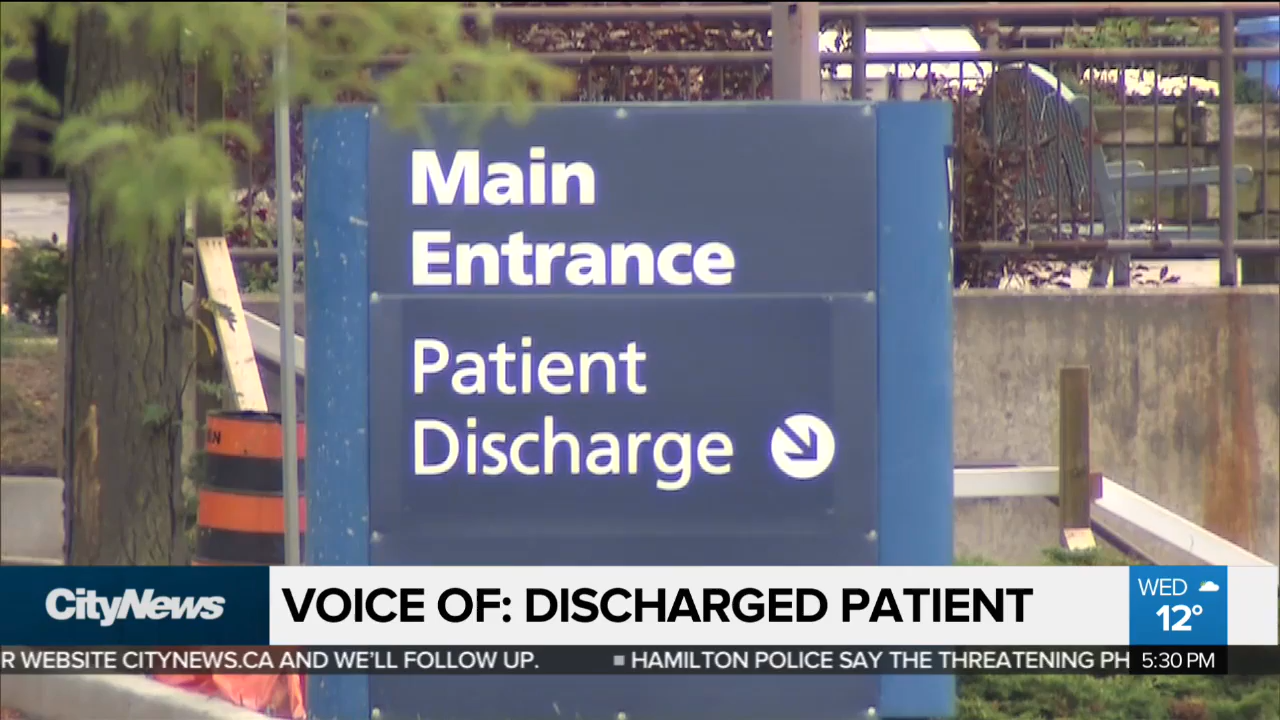 Main
Entrance
Patient
Discharge
N
CityNews
VOICE OF: DISCHARGED PATIENT
WED
12°
R WEBSITE CITYNEWS.CA AND WE'LL FOLLOW UP. ■ HAMILTON POLICE SAY THE THREATENING PH
5:30 PM